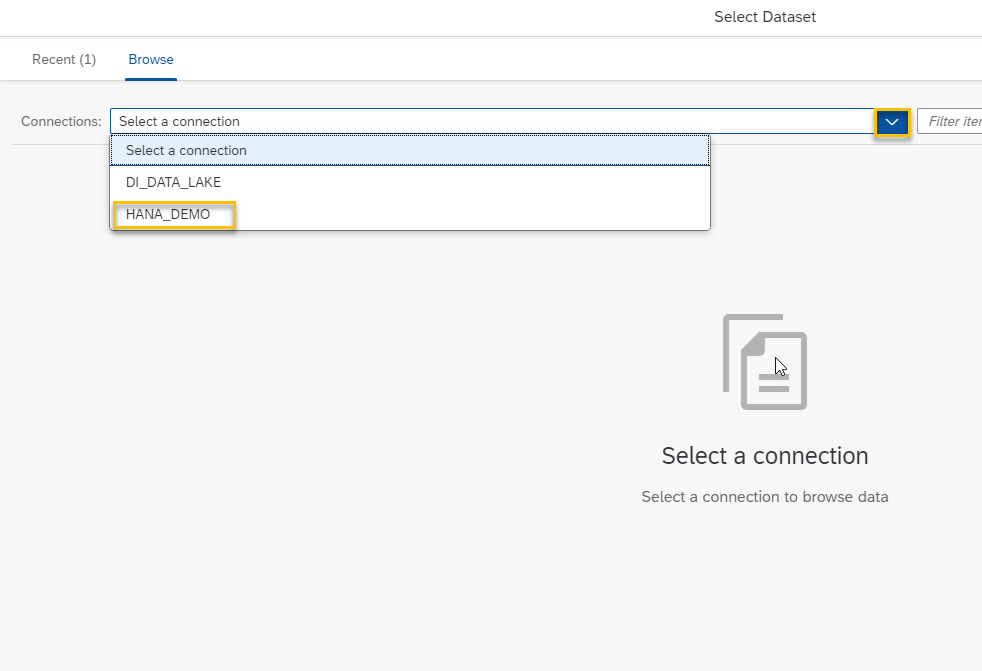 Select Dataset
Recent (1) Browse
Connections: Select a connection Filter iter
Select a connection
DI_DATA_LAKE
HANA_DEMO
Select a connection
Select a connection to browse data